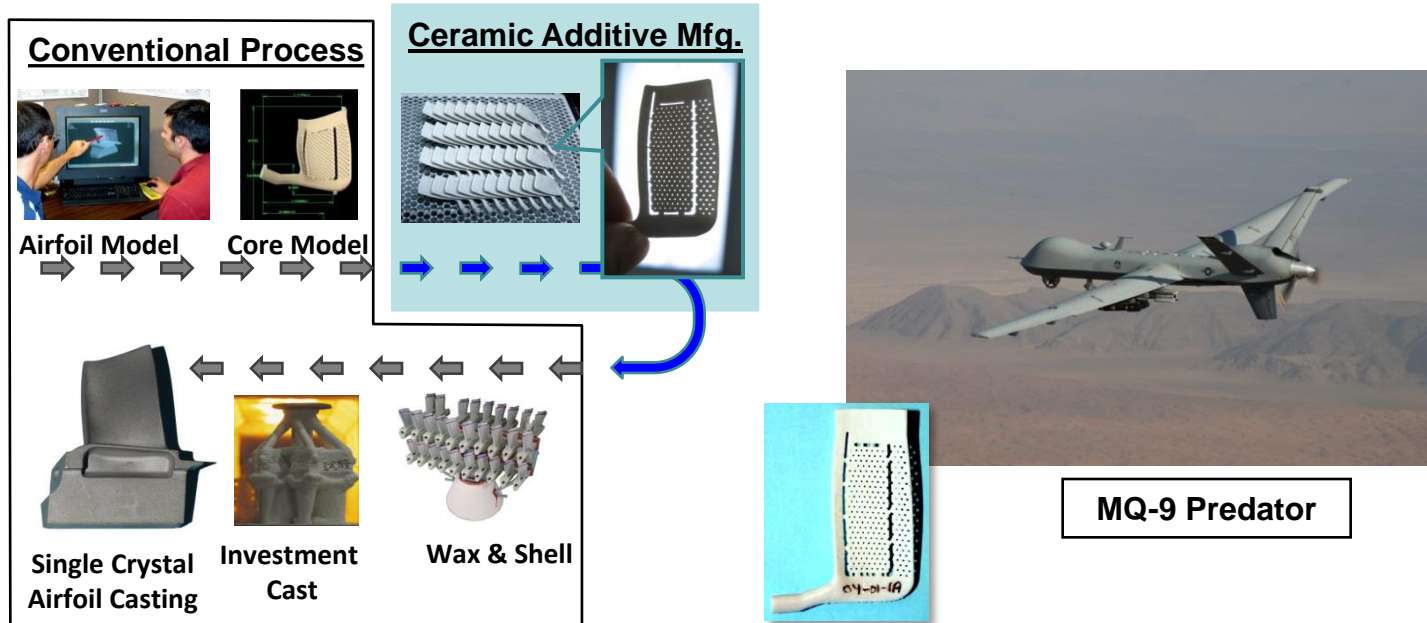 Conventional Process
Ceramic Additive Mfg.
Airfoil Model
Core Model
Single Crystal
Airfoil Casting
Investment
Cast
Wax & Shell
MQ-9 Predator